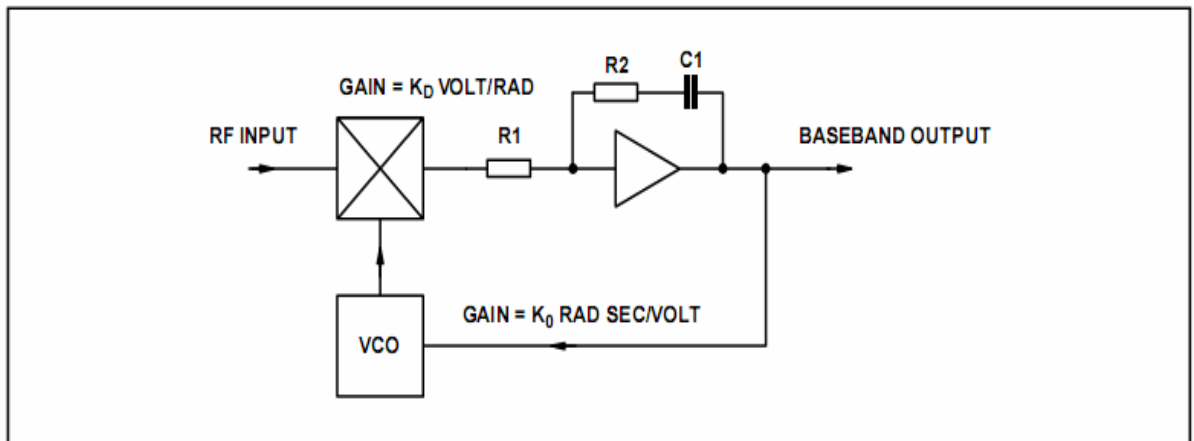 R2
C1
GAIN = KD VOLT/RAD
RF INPUT
R1
BASEBAND OUTPUT
GAIN = K0 RAD SEC/VOLT
VCO